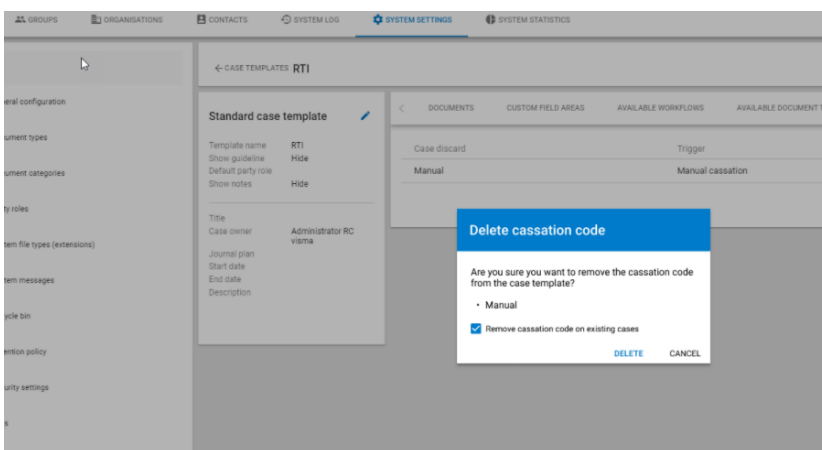 GROUPS ORGANISATIONS CONTACTS SYSTEM LOG SYSTEM SETTINGS SYSTEM STATISTICS
CASE TEMPLATES RTI
eral configuration
ument types
ument categories
ty roles
tem file types (extensions)
tem messages
ycle bin
ention policy
urity settings
s
Standard case template
Template name RTI
Show guideline Hide
Default party role
Show notes Hide
Title
Case owner Administrator RC
visma
Journal plan
Start date
End date
Description
DOCUMENTS CUSTOM FIELD AREAS AVAILABLE WORKFLOWS AVAILABLE DOCUMENT T
Case discard Trigger
Manual Manual cassation
Delete cassation code
Are you sure you want to remove the cassation code
from the case template?
• Manual
Remove cassation code on existing cases
DELETE CANCEL